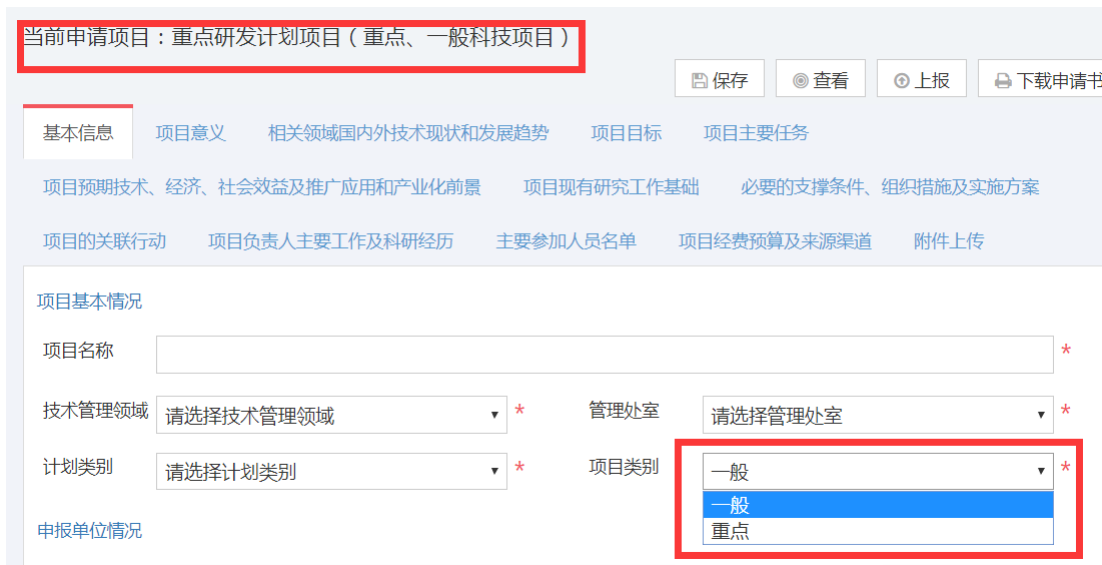 当前申请项目：重点研发计划项目（重点、一般科技项目）
保存 查看 上报 下载申请书
基本信息 项目意义 相关领域国内外技术现状和发展趋势 项目目标 项目主要任务
项目预期技术、经济、社会效益及推广应用和产业化前景 项目现有研究工作基础 必要的支撑条件、组织措施及实施方案
项目的关联行动 项目负责人主要工作及科研经历 主要参加人员名单 项目经费预算及来源渠道 附件上传
项目基本情况
项目名称 *
技术管理领域 请选择技术管理领域 * 管理处室 请选择管理处室 *
计划类别 请选择计划类别 * 项目类别 一般 *
一般
重点
申报单位情况